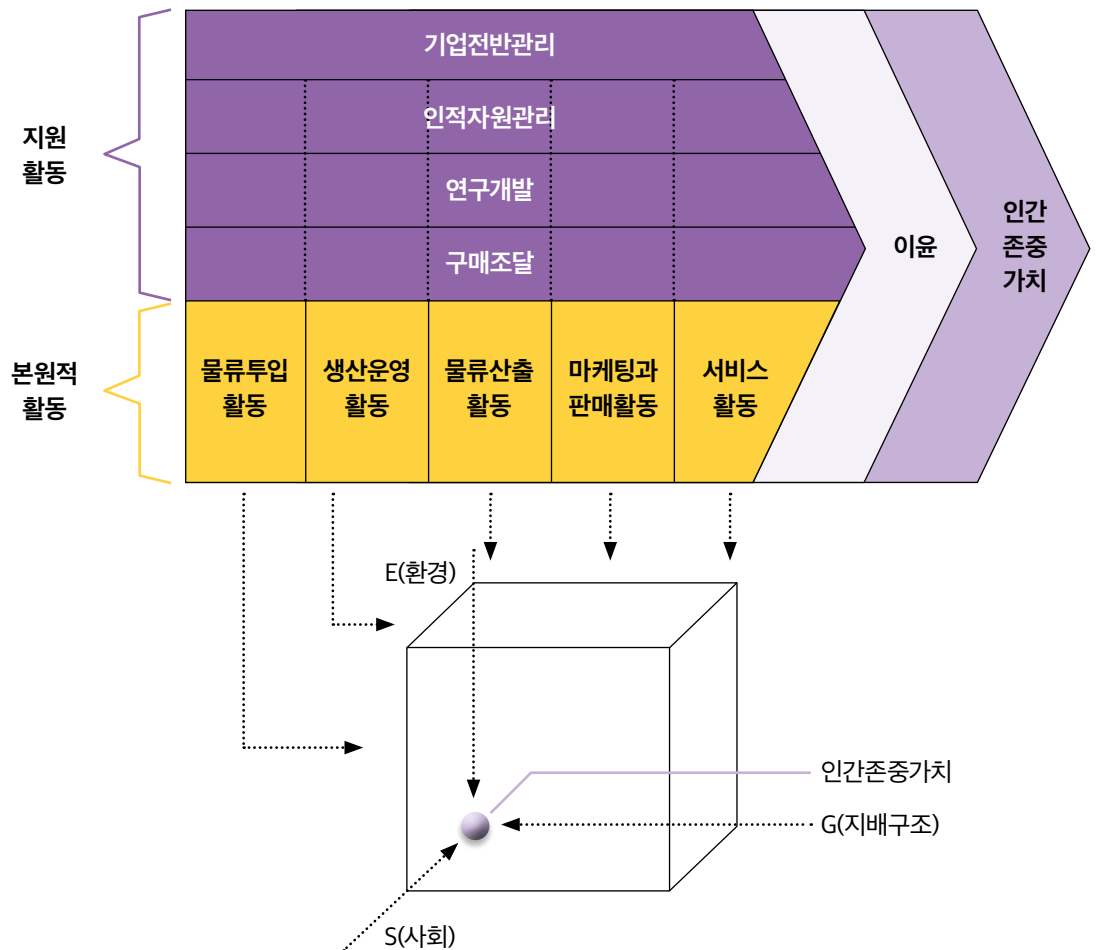 기업전반관리
인적자원관리
연구개발
구매조달
지원
활동
이윤
인간
존중
가치
본원적
활동
물류투입
활동
생산운영
활동
물류산출
활동
마케팅과
판매활동
서비스
활동
E(환경)
인간존중가치
G(지배구조)
S(사회)